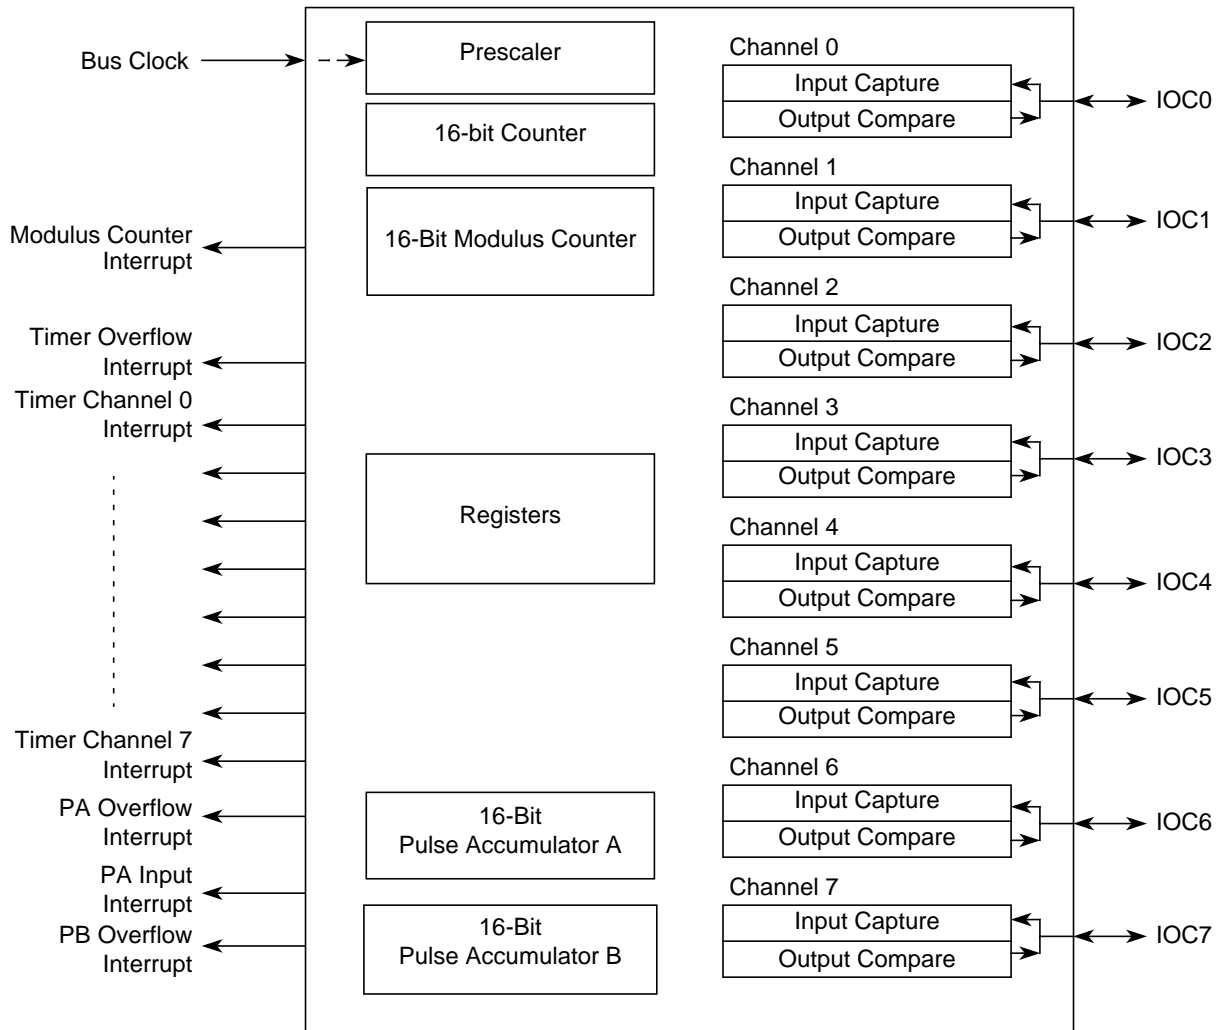 Bus Clock
Modulus Counter
Interrupt
Timer Overflow
Interrupt
Timer Channel 0
Interrupt
Timer Channel 7
Interrupt
PA Overflow
Interrupt
PA Input
Interrupt
PB Overflow
Interrupt
Prescaler
16-bit Counter
16-Bit Modulus Counter
Registers
16-Bit
Pulse Accumulator A
16-Bit
Pulse Accumulator B
Channel 0
Input Capture
Output Compare
IOC0
Channel 1
Input Capture
Output Compare
IOC1
Channel 2
Input Capture
Output Compare
IOC2
Channel 3
Input Capture
Output Compare
IOC3
Channel 4
Input Capture
Output Compare
IOC4
Channel 5
Input Capture
Output Compare
IOC5
Channel 6
Input Capture
Output Compare
IOC6
Channel 7
Input Capture
Output Compare
IOC7